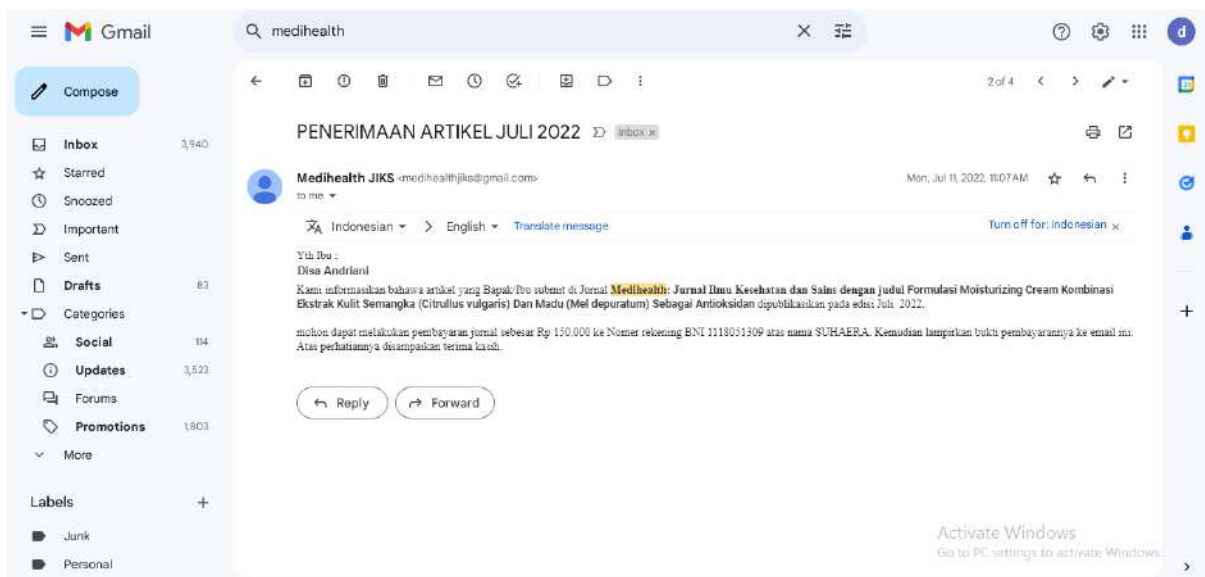 Gmail
medihealth
d
Compose
2 of 4
Inbox 3,940
Starred
Snoozed
Important
Sent
Drafts 83
Categories
Social 114
Updates 3,523
Forums
Promotions 1,803
More
Labels
Junk
Personal
PENERIMAAN ARTIKEL JULI 2022 Inbox x
Medihealth JIKS <medihealthjiks@gmail.com> Mon, Jul 11, 2022, 11:07 AM
to me
Indonesian > English Translate message Turn off for: Indonesian x
Yth Ibu :
Disa Andriani
Kami informasikan bahawa artikel yang Bapak/Ibu submit di Jurnal Medihealth: Jurnal Ilmu Kesehatan dan Sains dengan judul Formulasi Moisturizing Cream Kombinasi
Ekstrak Kulit Semangka (Citrullus vulgaris) Dan Madu (Mel depuratum) Sebagai Antioksidan dipublikasikan pada edisi Juli 2022.
mohon dapat melakukan pembayaran jurnal sebesar Rp 150.000 ke Nomer rekening BNI 1118051309 atas nama SUHAERA. Kemudian lampirkan bukti pembayarannya ke email ini.
Atas perhatiannya disampaikan terima kasih.
Reply Forward
Activate Windows
Go to PC settings to activate Windows.